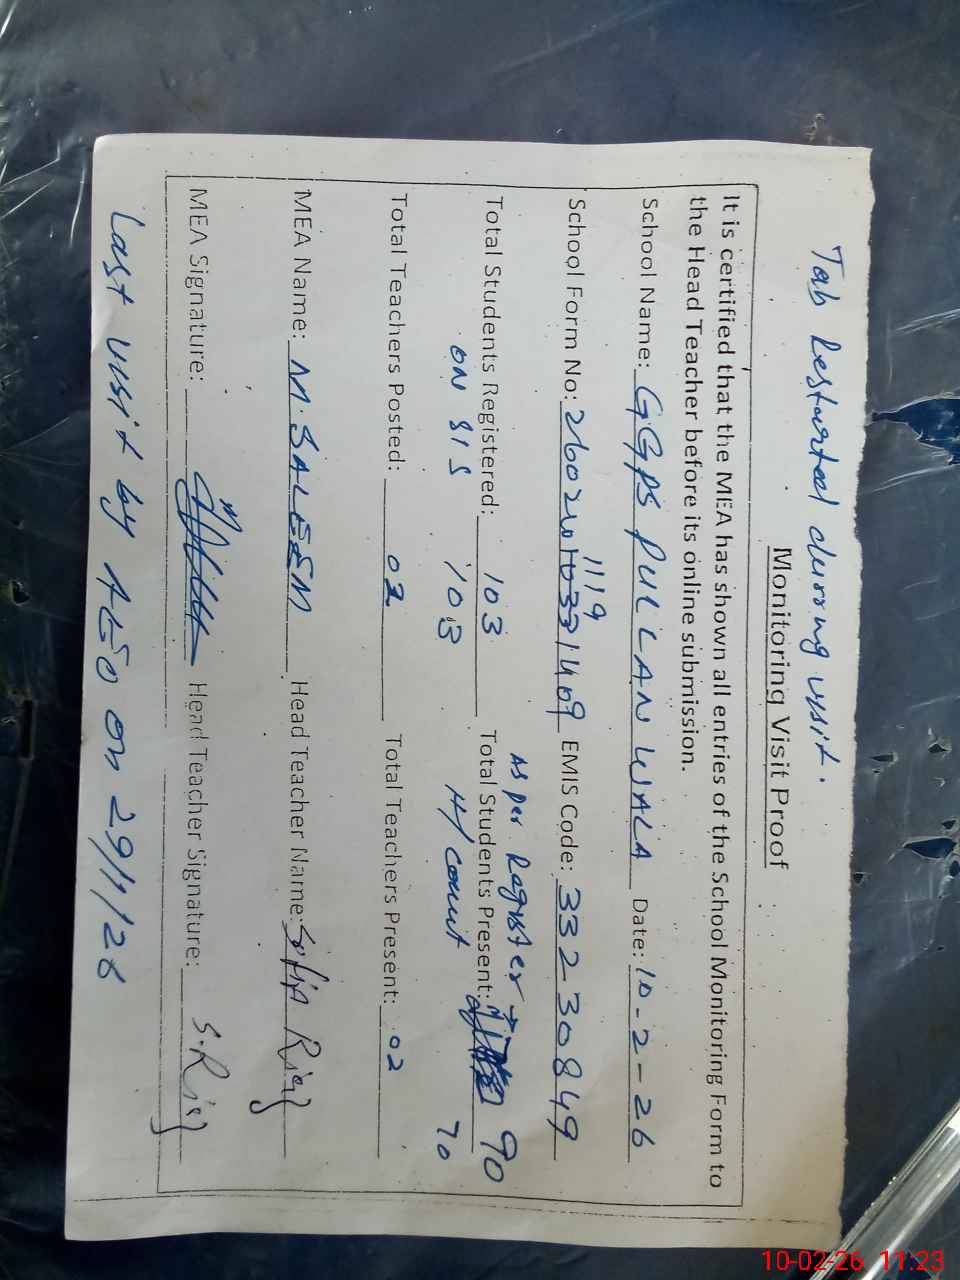 Tab Restarted during visit.
Monitoring Visit Proof
It is certified that the MEA has shown all entries of the School Monitoring Form to
the Head Teacher before its online submission.
School Name: GGPS PULLAN WALA Date: 10-2-26
1119
School Form No: EMIS Code: 33230849
As per Register → 90
Total Students Registered: 103 Total Students Present:
ON SIS 103 H/Count 70
Total Teachers Posted: 02 Total Teachers Present: 02
MEA Name: M. SALEEM Head Teacher Name: Sofia Riaz
MEA Signature: Head Teacher Signature: S.Riaz
Last visit by AEO on 29/1/26
10-02-26 11:23